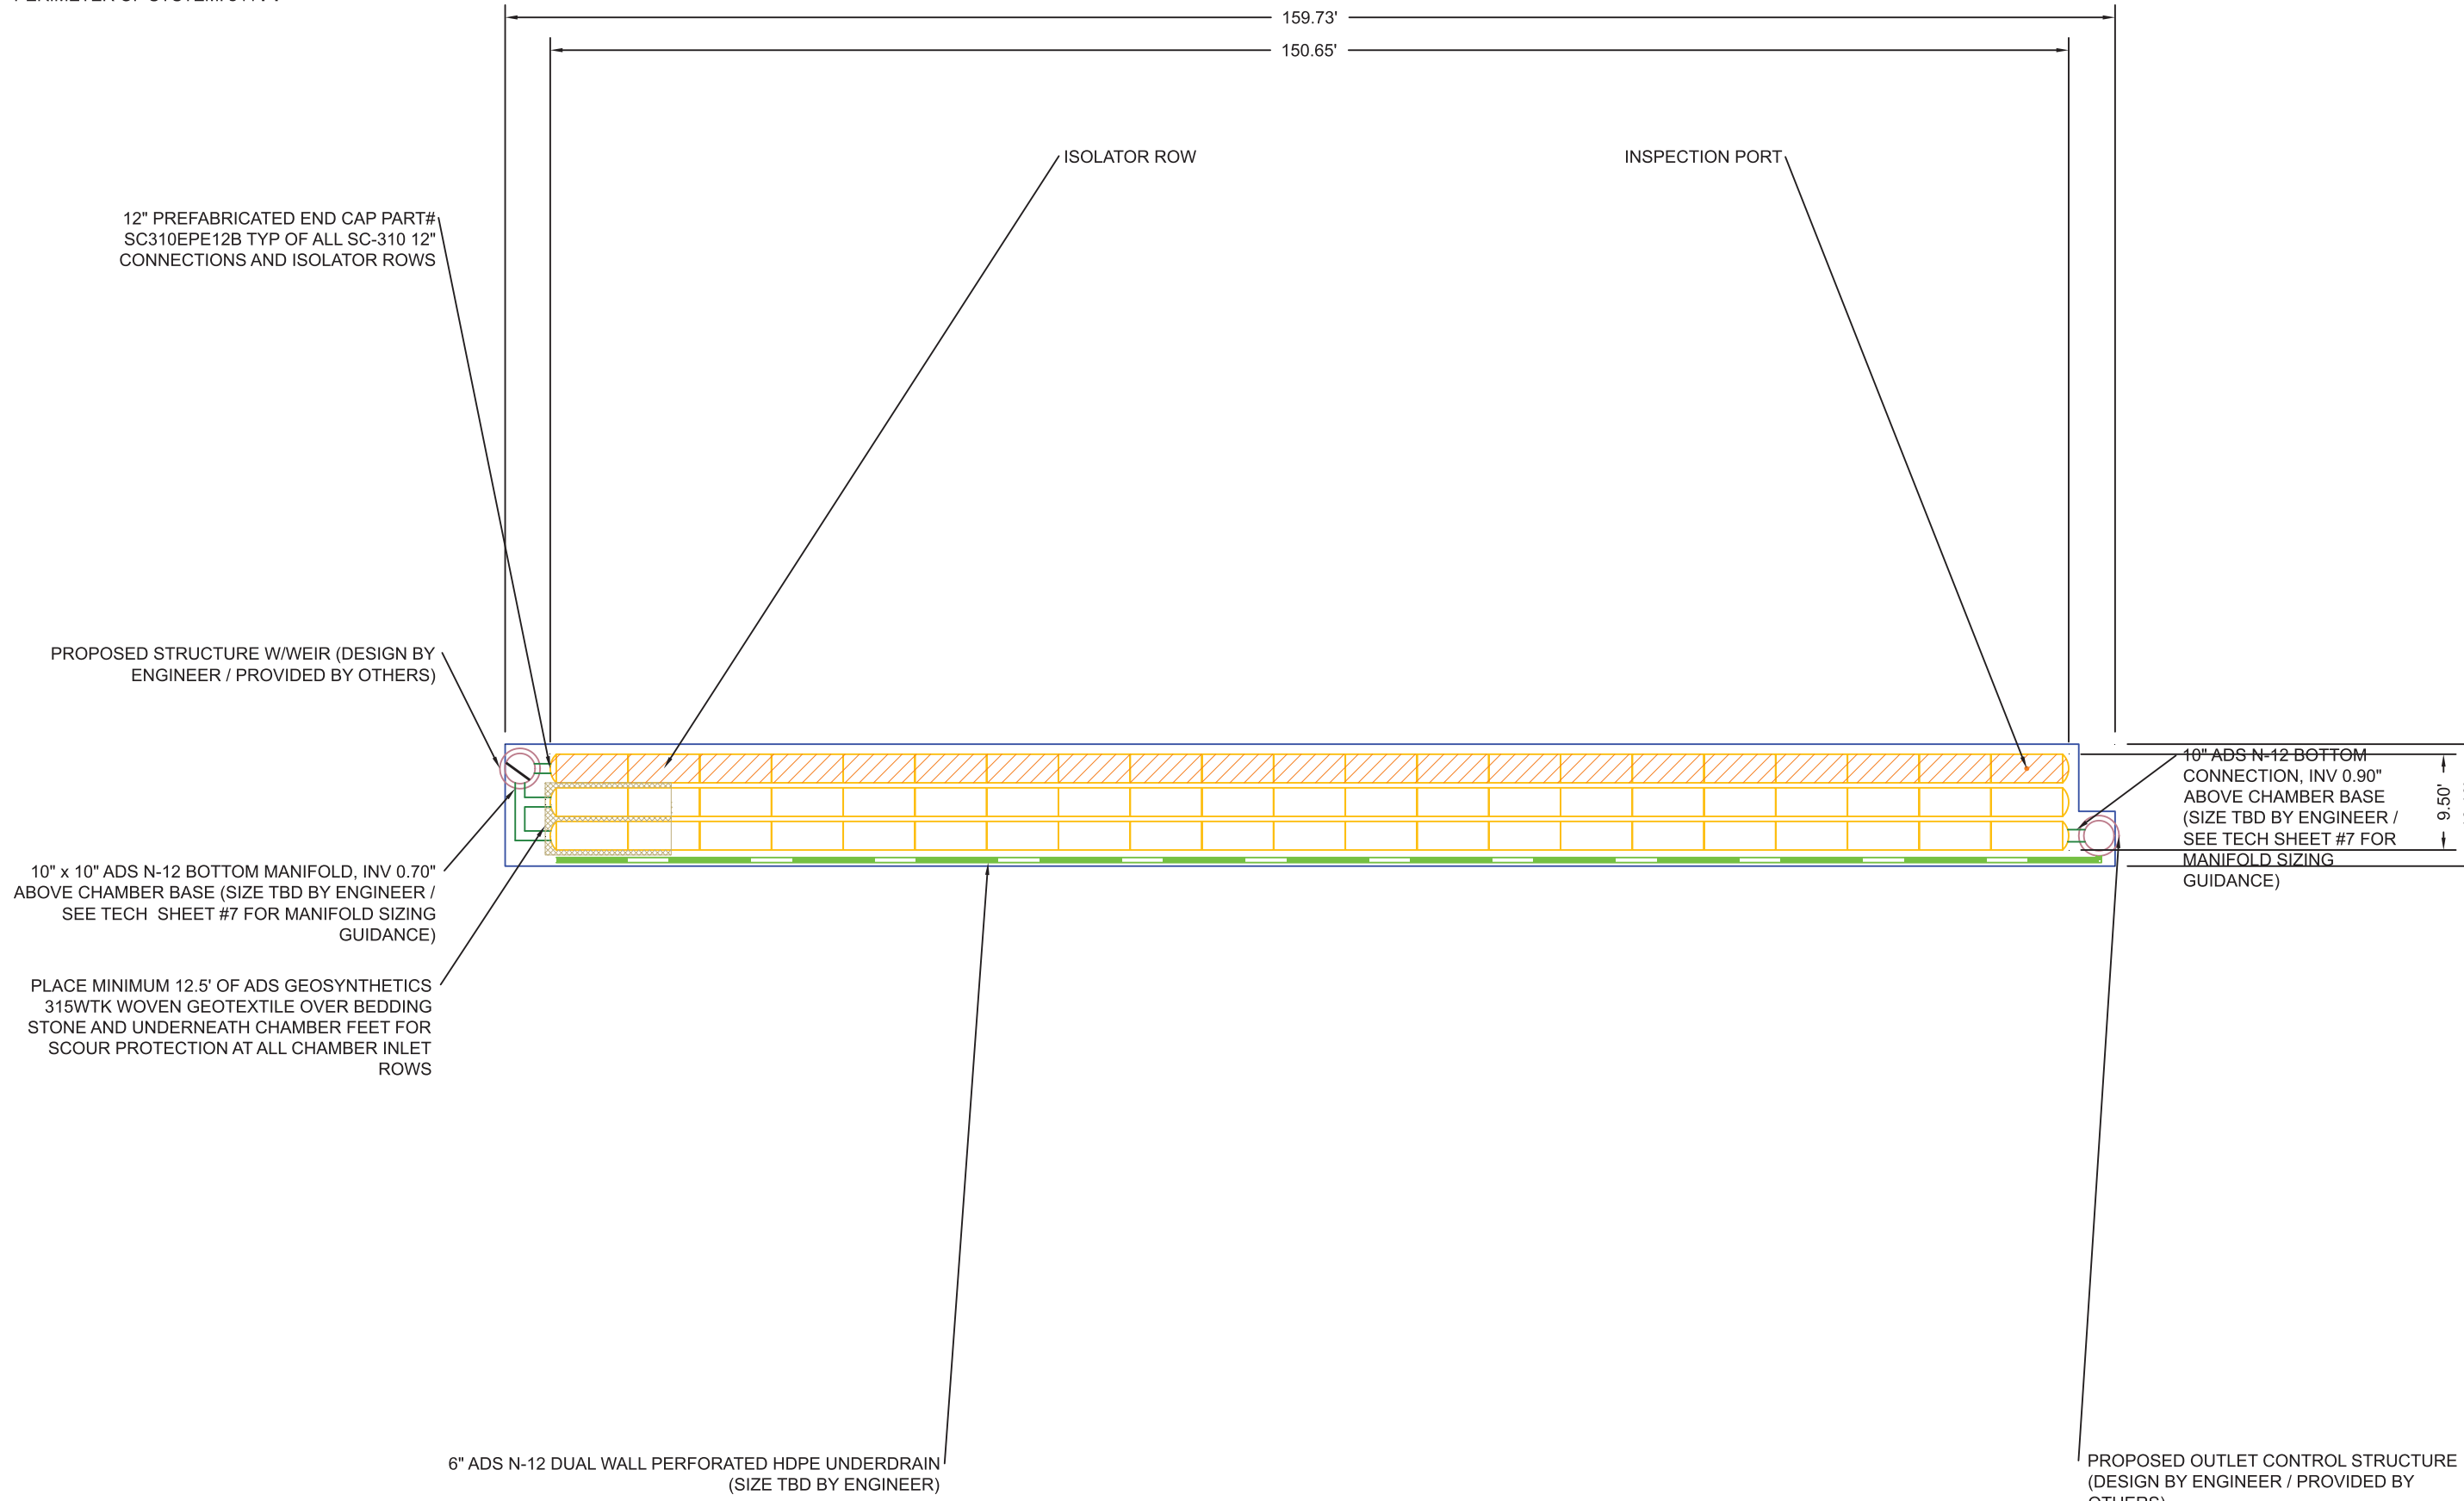 159.73'
150.65'
ISOLATOR ROW
INSPECTION PORT
12" PREFABRICATED END CAP PART#
SC310EPE12B TYP OF ALL SC-310 12"
CONNECTIONS AND ISOLATOR ROWS
PROPOSED STRUCTURE W/WEIR (DESIGN BY
ENGINEER / PROVIDED BY OTHERS)
10" ADS N-12 BOTTOM
CONNECTION, INV 0.90"
ABOVE CHAMBER BASE
(SIZE TBD BY ENGINEER /
SEE TECH SHEET #7 FOR
MANIFOLD SIZING
GUIDANCE)
9.50'
10" x 10" ADS N-12 BOTTOM MANIFOLD, INV 0.70"
ABOVE CHAMBER BASE (SIZE TBD BY ENGINEER /
SEE TECH SHEET #7 FOR MANIFOLD SIZING
GUIDANCE)
PLACE MINIMUM 12.5' OF ADS GEOSYNTHETICS
315WTK WOVEN GEOTEXTILE OVER BEDDING
STONE AND UNDERNEATH CHAMBER FEET FOR
SCOUR PROTECTION AT ALL CHAMBER INLET
ROWS
6" ADS N-12 DUAL WALL PERFORATED HDPE UNDERDRAIN
(SIZE TBD BY ENGINEER)
PROPOSED OUTLET CONTROL STRUCTURE
(DESIGN BY ENGINEER / PROVIDED BY
OTHERS)